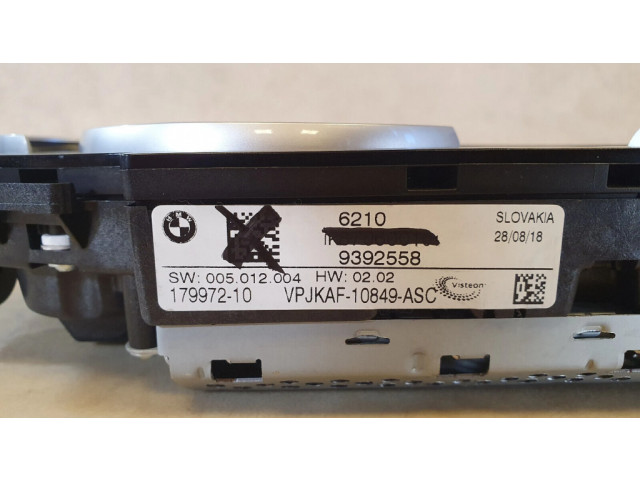 BMW
6210
SLOVAKIA
28/08/18
9392558
SW: 005.012.004 HW: 02.02
179972-10 VPJKAF-10849-ASC
Visteon